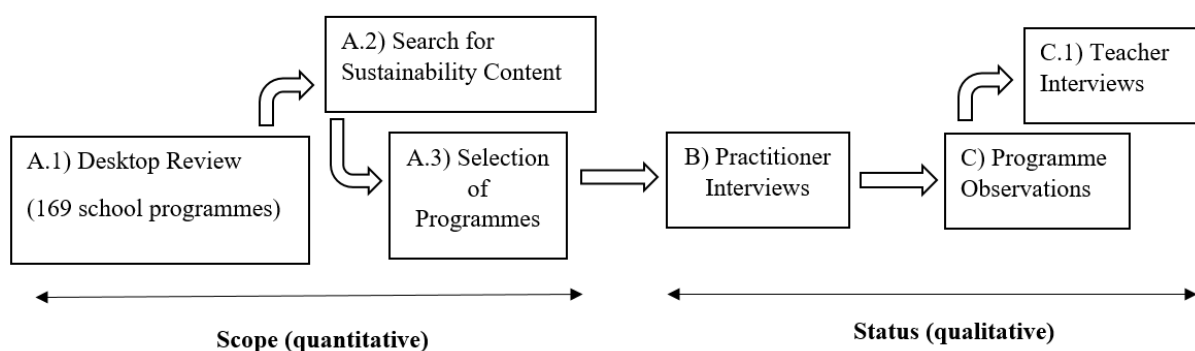 A.1) Desktop Review
(169 school programmes)
A.2) Search for
Sustainability Content
A.3) Selection
of
Programmes
B) Practitioner
Interviews
C) Programme
Observations
C.1) Teacher
Interviews
Scope (quantitative)
Status (qualitative)